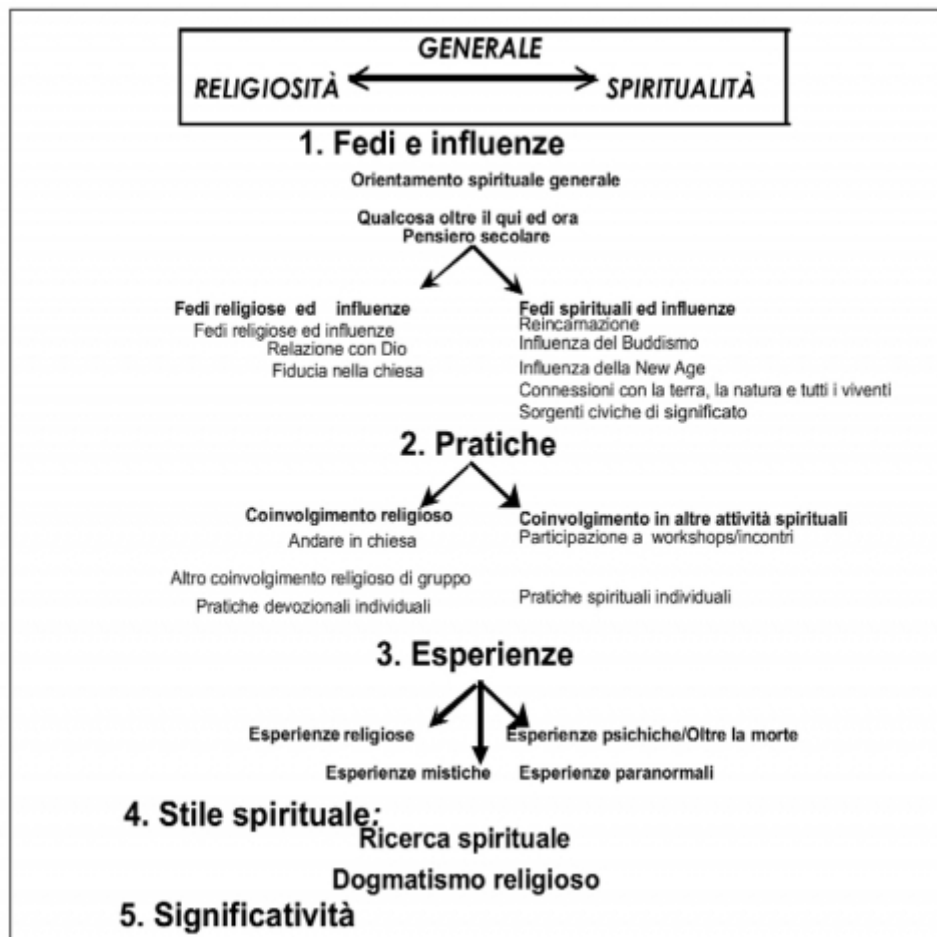 GENERALE
RELIGIOSITÀ SPIRITUALITÀ
1. Fedi e influenze
Orientamento spirituale generale
Qualcosa oltre il qui ed ora
Pensiero secolare
Fedi religiose ed influenze
Fedi religiose ed influenze
Relazione con Dio
Fiducia nella chiesa
Fedi spirituali ed influenze
Reincarnazione
Influenza del Buddismo
Influenza della New Age
Connessioni con la terra, la natura e tutti i viventi
Sorgenti civiche di significato
2. Pratiche
Coinvolgimento religioso
Andare in chiesa
Altro coinvolgimento religioso di gruppo
Pratiche devozionali individuali
Coinvolgimento in altre attività spirituali
Participazione a workshops/incontri
Pratiche spirituali individuali
3. Esperienze
Esperienze religiose
Esperienze mistiche
Esperienze psichiche/Oltre la morte
Esperienze paranormali
4. Stile spirituale:
Ricerca spirituale
Dogmatismo religioso
5. Significatività